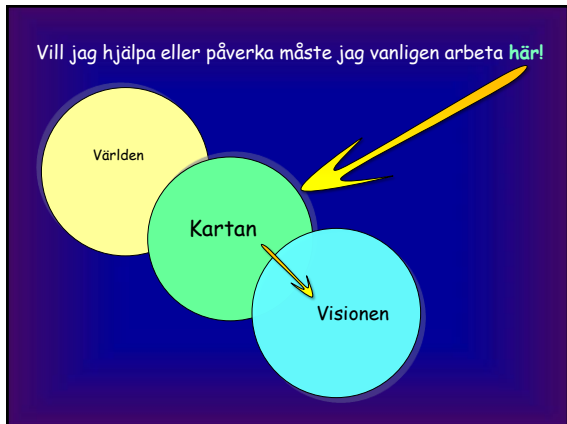 Vill jag hjälpa eller påverka måste jag vanligen arbeta här!
Världen
Kartan
Visionen